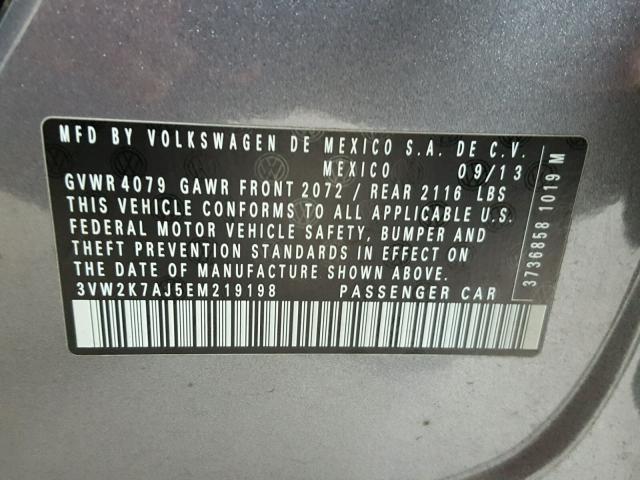 MFD BY VOLKSWAGEN DE MEXICO S.A. DE C.V.
MEXICO 09/13
GVWR 4079 GAWR FRONT 2072 / REAR 2116 LBS
THIS VEHICLE CONFORMS TO ALL APPLICABLE U.S.
FEDERAL MOTOR VEHICLE SAFETY, BUMPER AND
THEFT PREVENTION STANDARDS IN EFFECT ON
THE DATE OF MANUFACTURE SHOWN ABOVE.
3VW2K7AJ5EM219198 PASSENGER CAR
3736858 1019 M